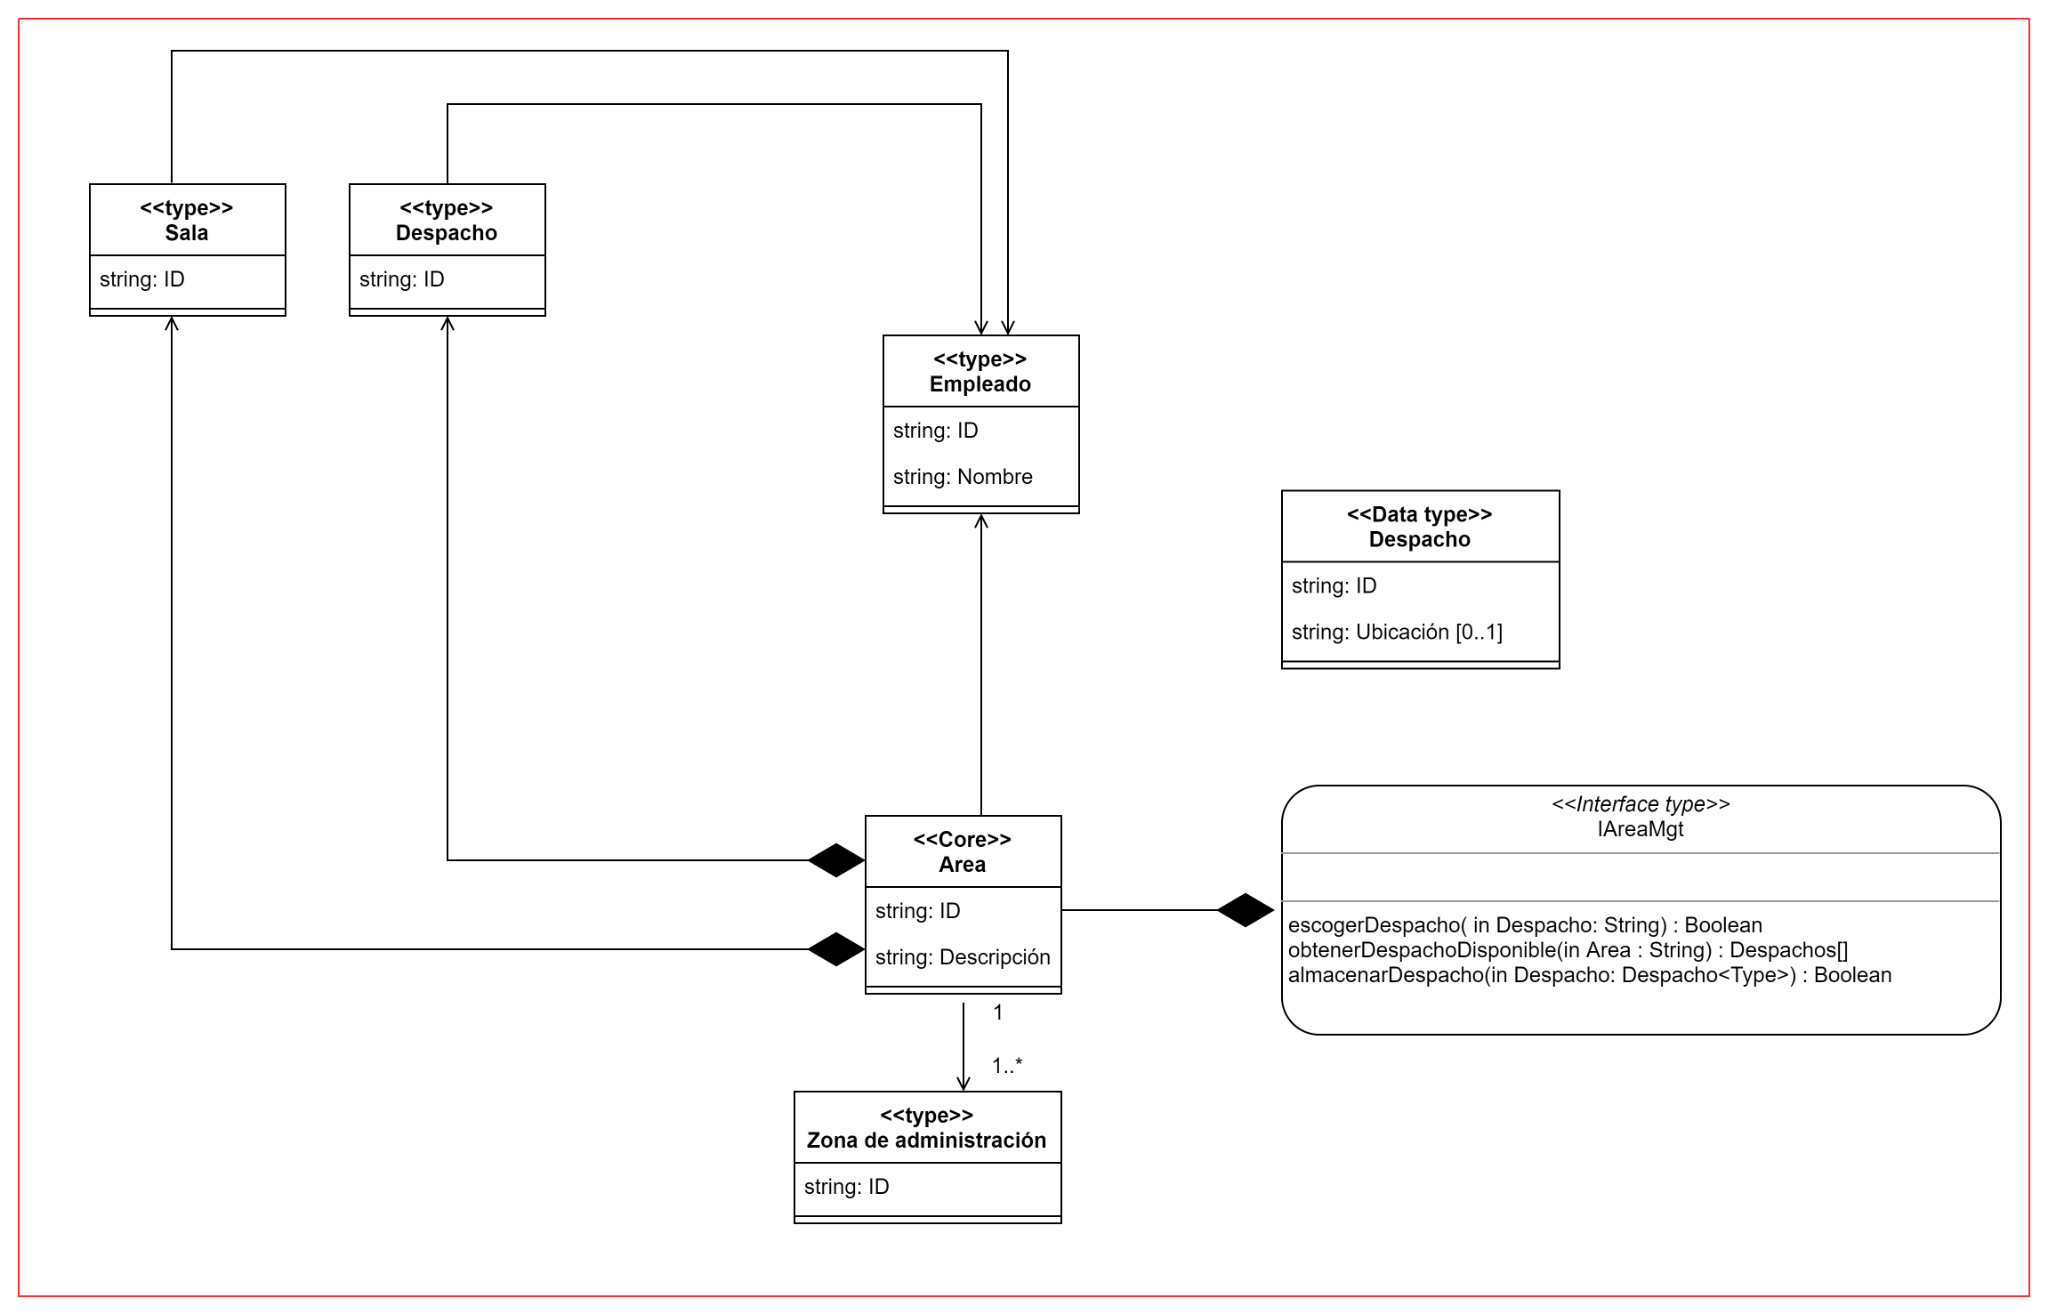 <<type>>
Sala
string: ID
<<type>>
Despacho
string: ID
<<type>>
Empleado
string: ID
string: Nombre
<<Data type>>
Despacho
string: ID
string: Ubicación [0..1]
<<Core>>
Area
string: ID
string: Descripción
<<Interface type>>
IAreaMgt
escogerDespacho( in Despacho: String) : Boolean
obtenerDespachoDisponible(in Area : String) : Despachos[]
almacenarDespacho(in Despacho: Despacho<Type>) : Boolean
1
1..*
<<type>>
Zona de administración
string: ID